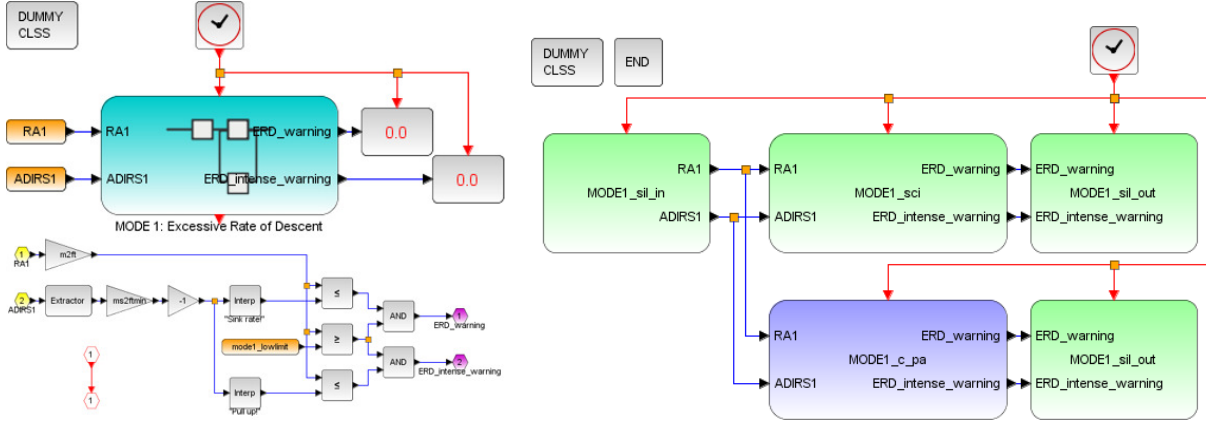 DUMMY
CLSS
RA1
RA1
ERD_warning
0.0
ADIRS1
ADIRS1
ERD_intense_warning
0.0
MODE 1: Excessive Rate of Descent
1
RA1
m2ft
2
ADIRS1
Extractor
ms2ftmin
-1
Interp
"Sink rate!"
≤
mode1_lowlimit
≥
AND
1
ERD_warning
AND
2
ERD_intense_warning
Interp
"Pull up!"
≤
1
1
DUMMY
CLSS
END
RA1
MODE1_sil_in
ADIRS1
RA1
ERD_warning
MODE1_sci
ADIRS1
ERD_intense_warning
ERD_warning
MODE1_sil_out
ERD_intense_warning
RA1
ERD_warning
MODE1_c_pa
ADIRS1
ERD_intense_warning
ERD_warning
MODE1_sil_out
ERD_intense_warning